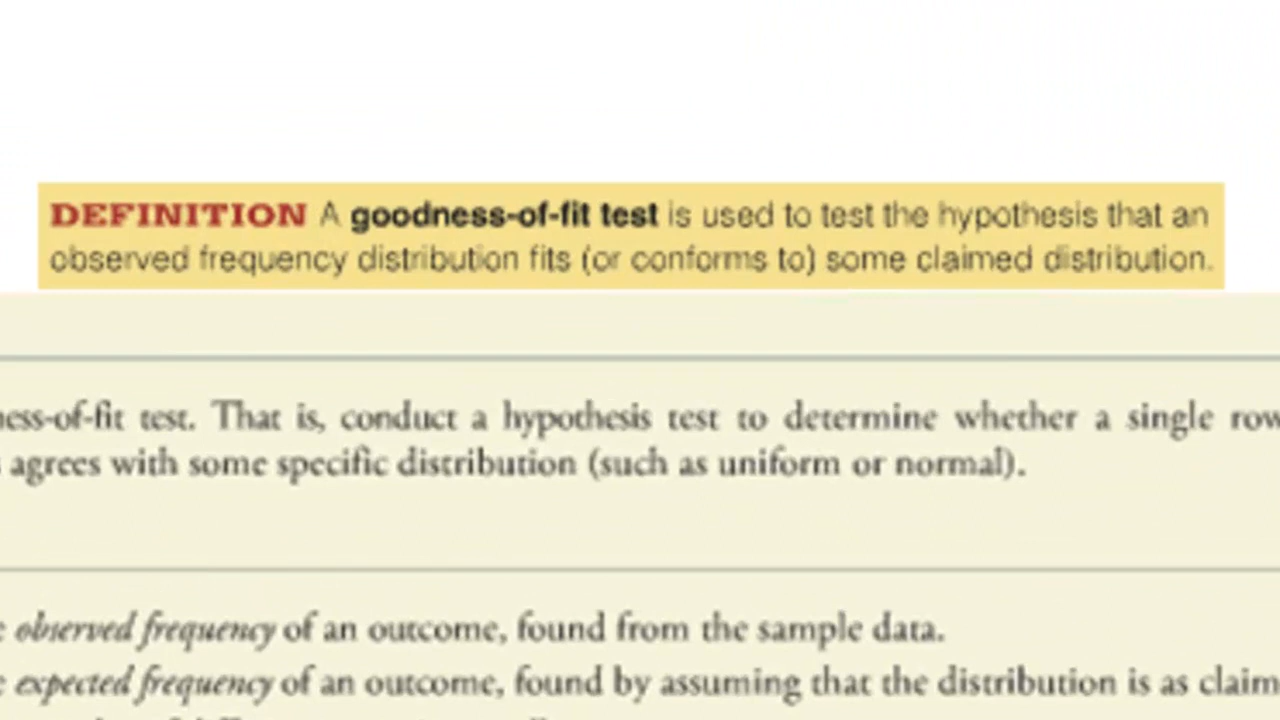 DEFINITION A goodness-of-fit test is used to test the hypothesis that an
observed frequency distribution fits (or conforms to) some claimed distribution.
ness-of-fit test. That is, conduct a hypothesis test to determine whether a single row
agrees with some specific distribution (such as uniform or normal).
observed frequency of an outcome, found from the sample data.
expected frequency of an outcome, found by assuming that the distribution is as claim